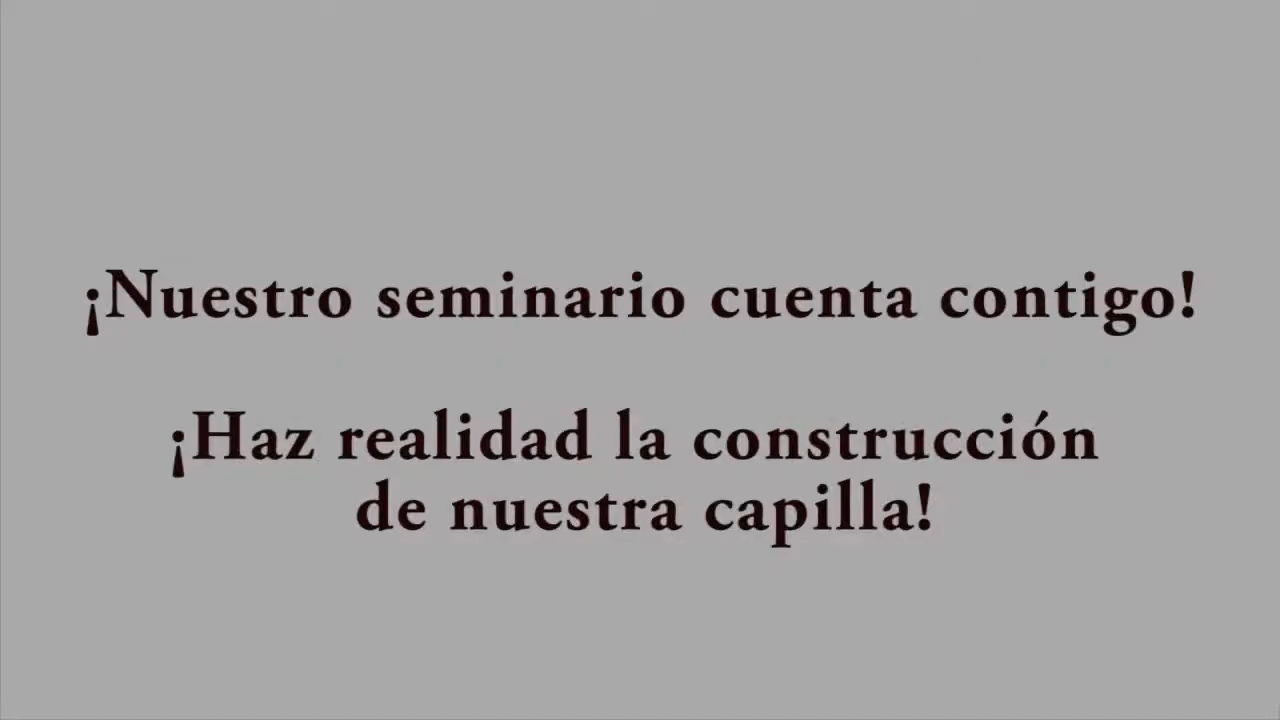 ¡Nuestro seminario cuenta contigo!
¡Haz realidad la construcción
de nuestra capilla!